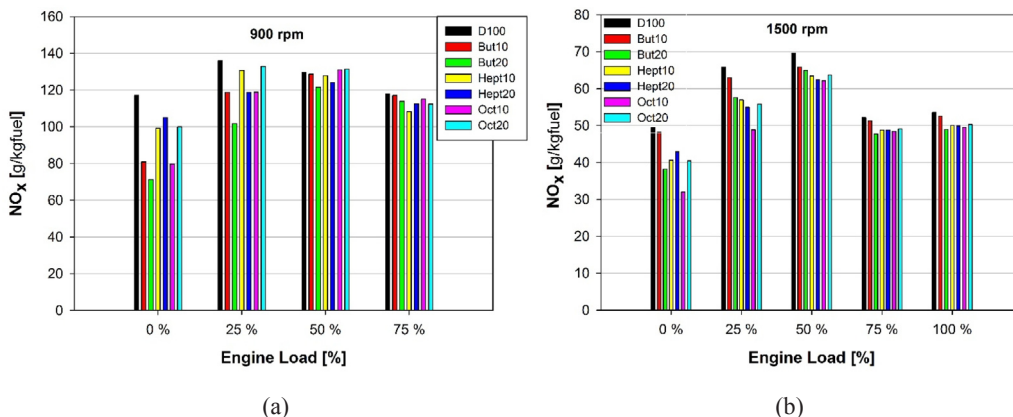 900 rpm
NOX [g/kgfuel]
160
140
120
100
80
60
40
20
0
D100
But10
But20
Hept10
Hept20
Oct10
Oct20
0 %
25 %
50 %
75 %
Engine Load [%]
(a)
1500 rpm
NOX [g/kgfuel]
80
70
60
50
40
30
20
10
0
D100
But10
But20
Hept10
Hept20
Oct10
Oct20
0 %
25 %
50 %
75 %
100 %
Engine Load [%]
(b)